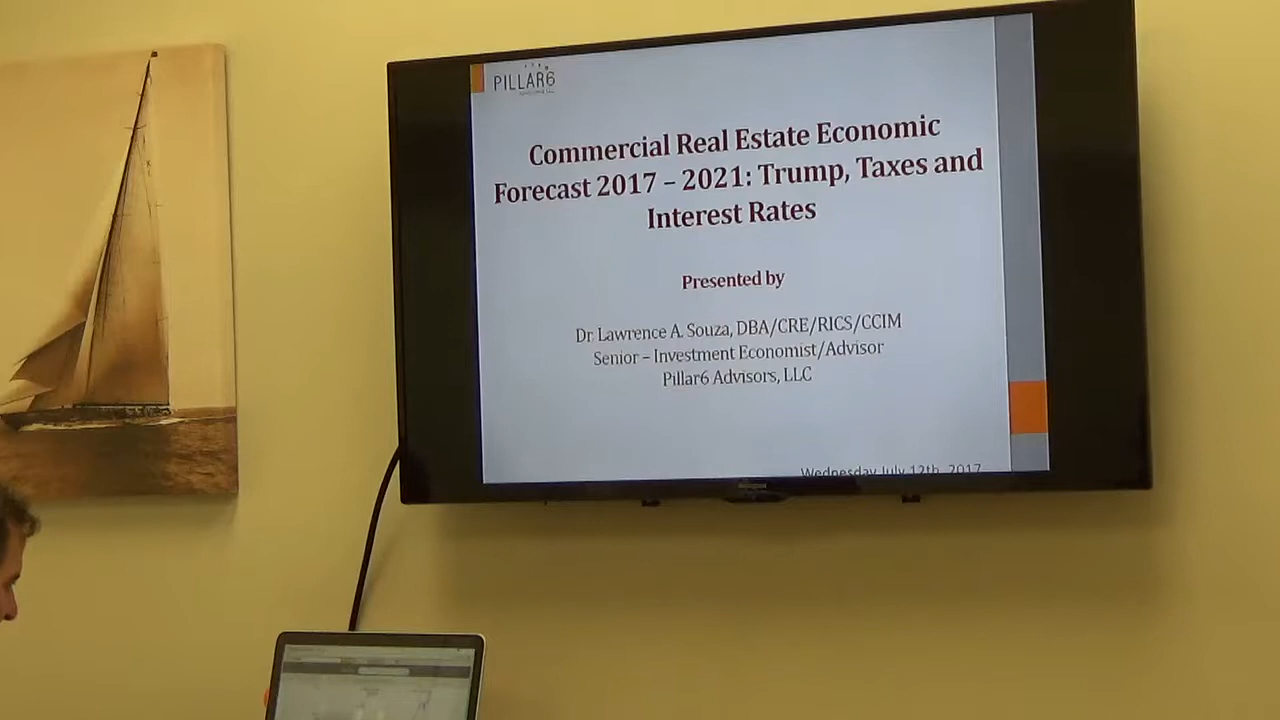 PILLAR6
Commercial Real Estate Economic
Forecast 2017 – 2021: Trump, Taxes and
Interest Rates
Presented by
Dr. Lawrence A. Souza, DBA/CRE/RICS/CCIM
Senior – Investment Economist/Advisor
Pillar6 Advisors, LLC
Wednesday July 12th, 2017